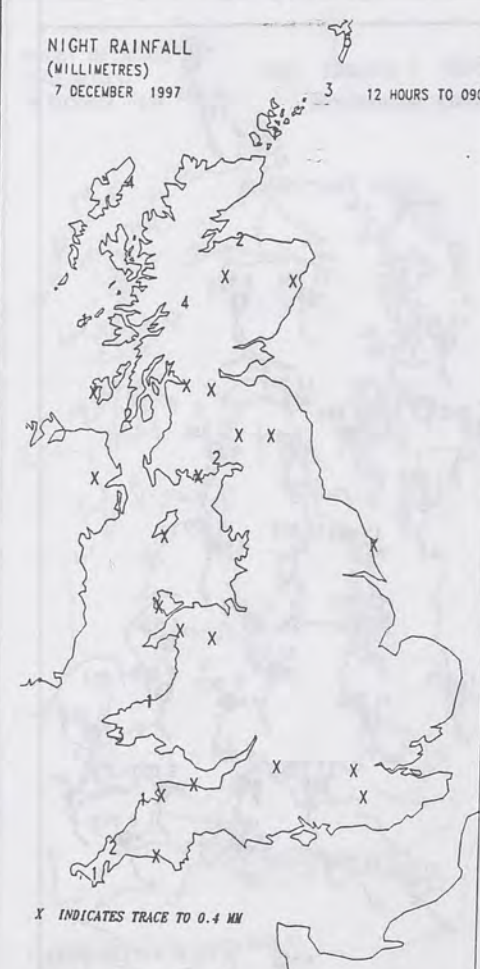 NIGHT RAINFALL
(MILLIMETRES)
7 DECEMBER 1997
3 12 HOURS TO 090
4
2
X X
4
X X X
X X
2
X X
X
X
X
X X
1
X X
X X
1 X
2
X
1
X INDICATES TRACE TO 0.4 MM